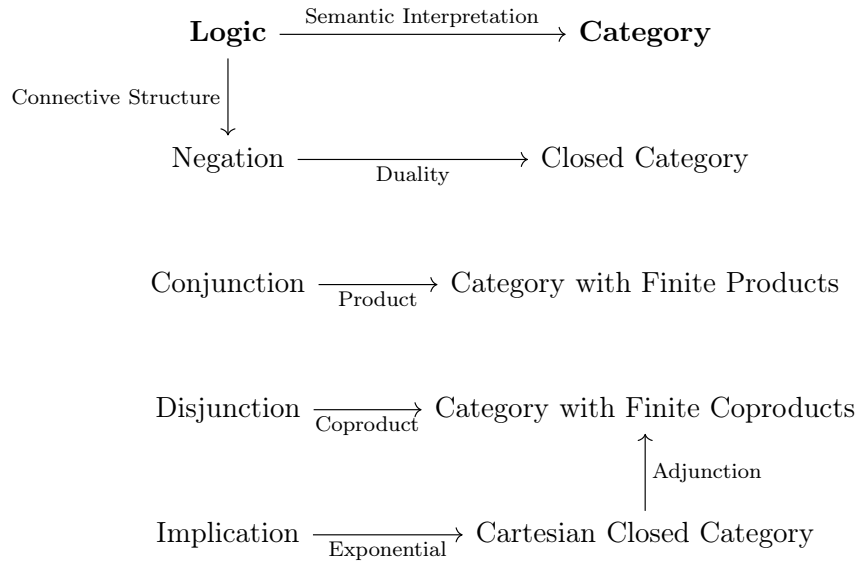 Logic Semantic Interpretation Category
Connective Structure
Negation Duality Closed Category
Conjunction Product Category with Finite Products
Disjunction Coproduct Category with Finite Coproducts
Adjunction
Implication Exponential Cartesian Closed Category